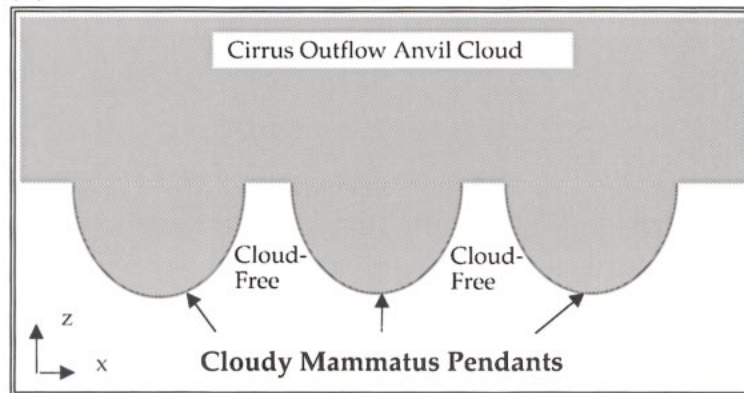 Cirrus Outflow Anvil Cloud
Cloud-
Free
Cloud-
Free
z
x
Cloudy Mammatus Pendants